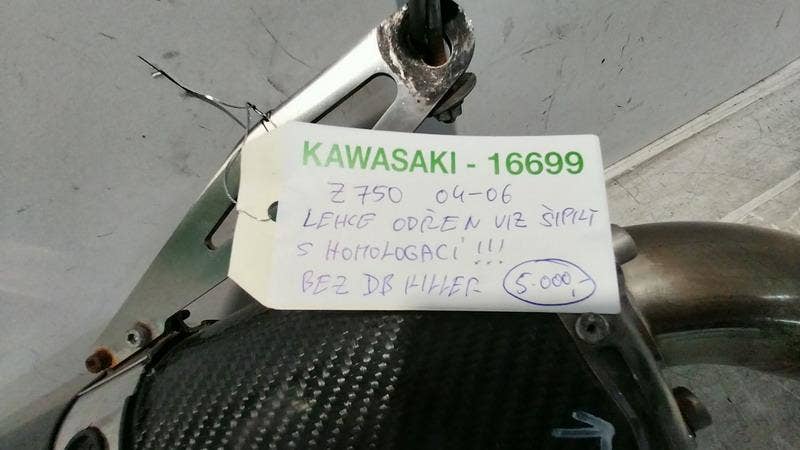 KAWASAKI - 16699
Z 750 04-06
LEHCE ODŘEN VIZ ŠIPKY
S HOMOLOGACÍ !!!
BEZ DB KILLER 5.000,-